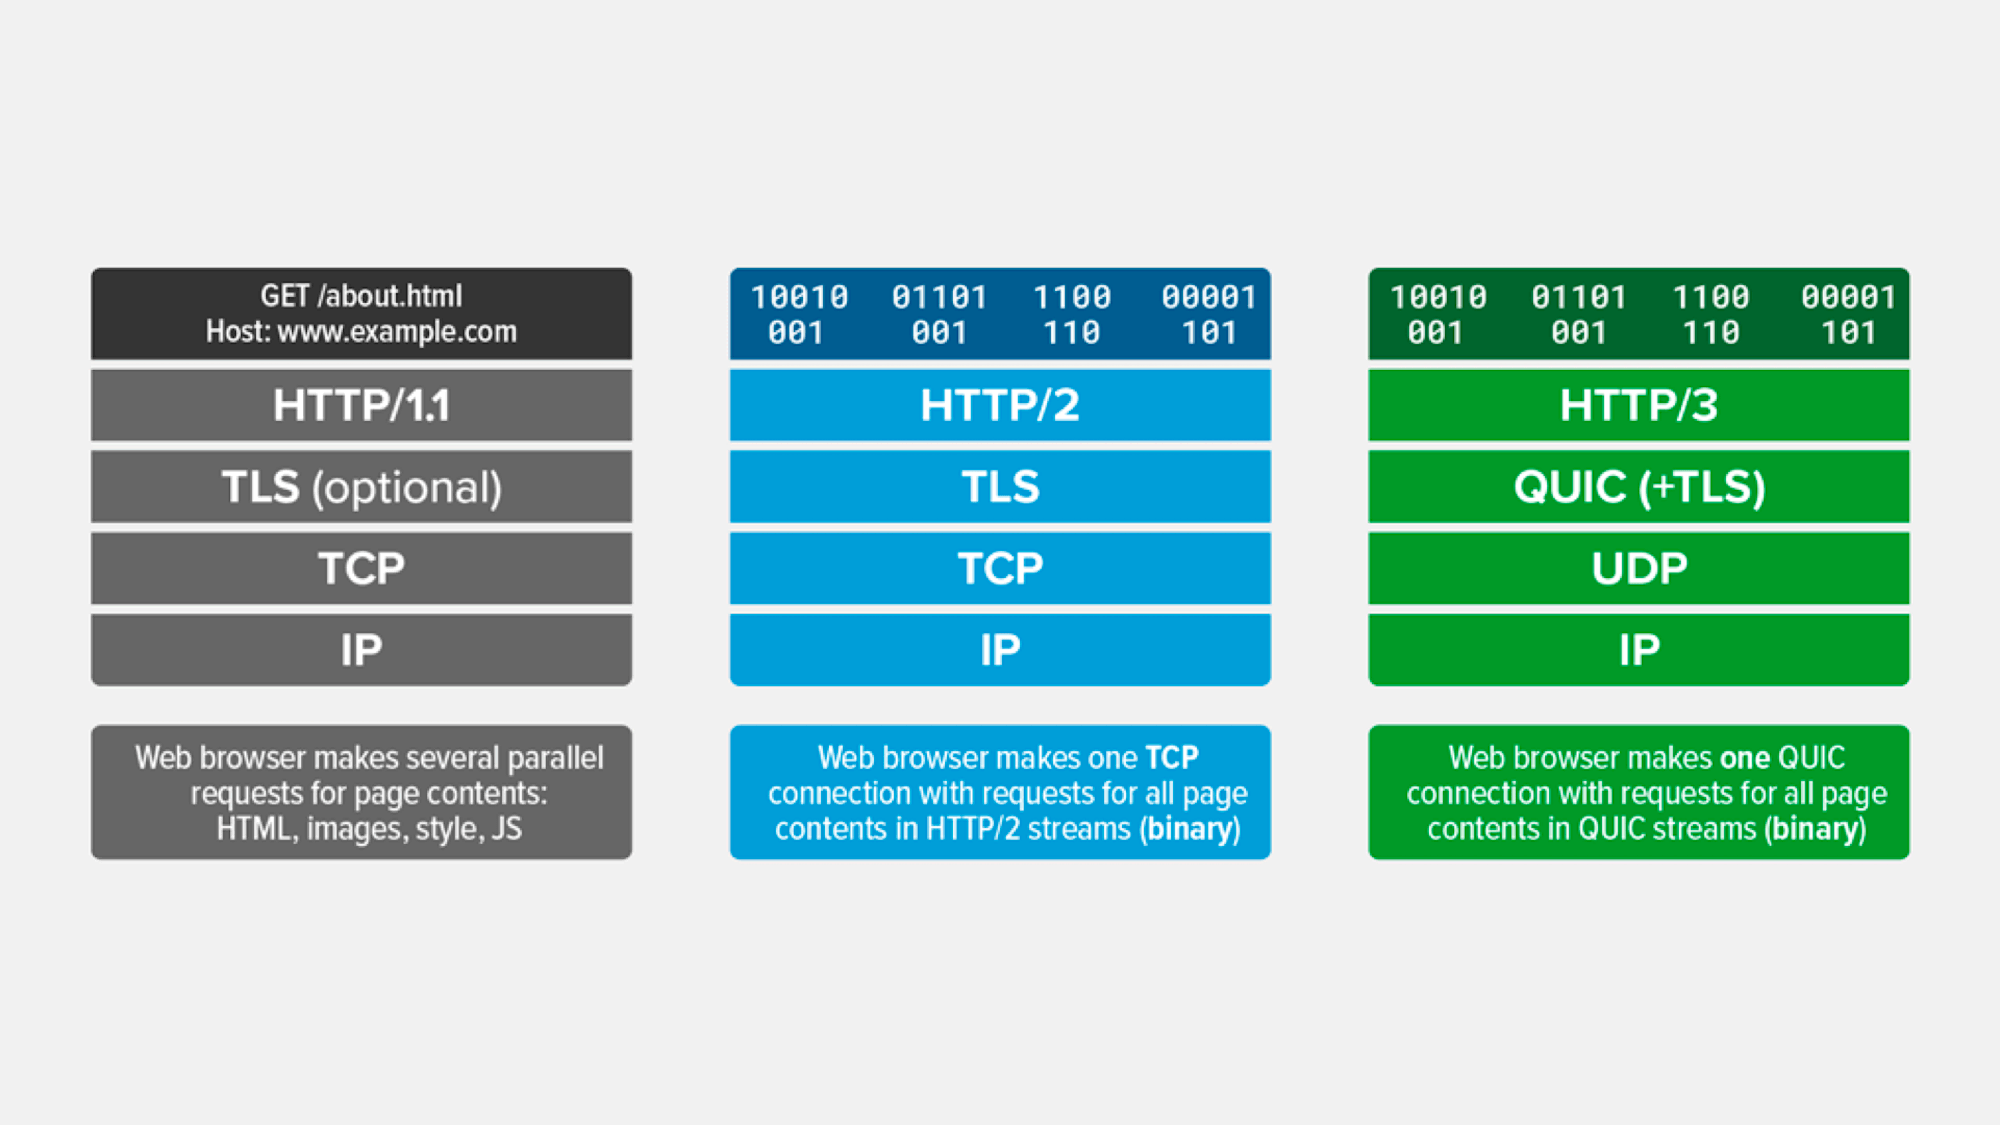 GET /about.html
Host: www.example.com
HTTP/1.1
TLS (optional)
TCP
IP
Web browser makes several parallel
requests for page contents:
HTML, images, style, JS
10010 01101 1100 00001
001 001 110 101
HTTP/2
TLS
TCP
IP
Web browser makes one TCP
connection with requests for all page
contents in HTTP/2 streams (binary)
10010 01101 1100 00001
001 001 110 101
HTTP/3
QUIC (+TLS)
UDP
IP
Web browser makes one QUIC
connection with requests for all page
contents in QUIC streams (binary)